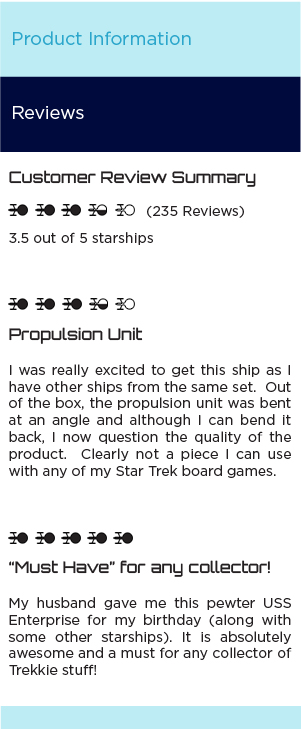 Product Information
Reviews
Customer Review Summary
(235 Reviews)
3.5 out of 5 starships
Propulsion Unit
I was really excited to get this ship as I
have other ships from the same set. Out
of the box, the propulsion unit was bent
at an angle and although I can bend it
back, I now question the quality of the
product. Clearly not a piece I can use
with any of my Star Trek board games.
“Must Have” for any collector!
My husband gave me this pewter USS
Enterprise for my birthday (along with
some other starships). It is absolutely
awesome and a must for any collector of
Trekkie stuff!